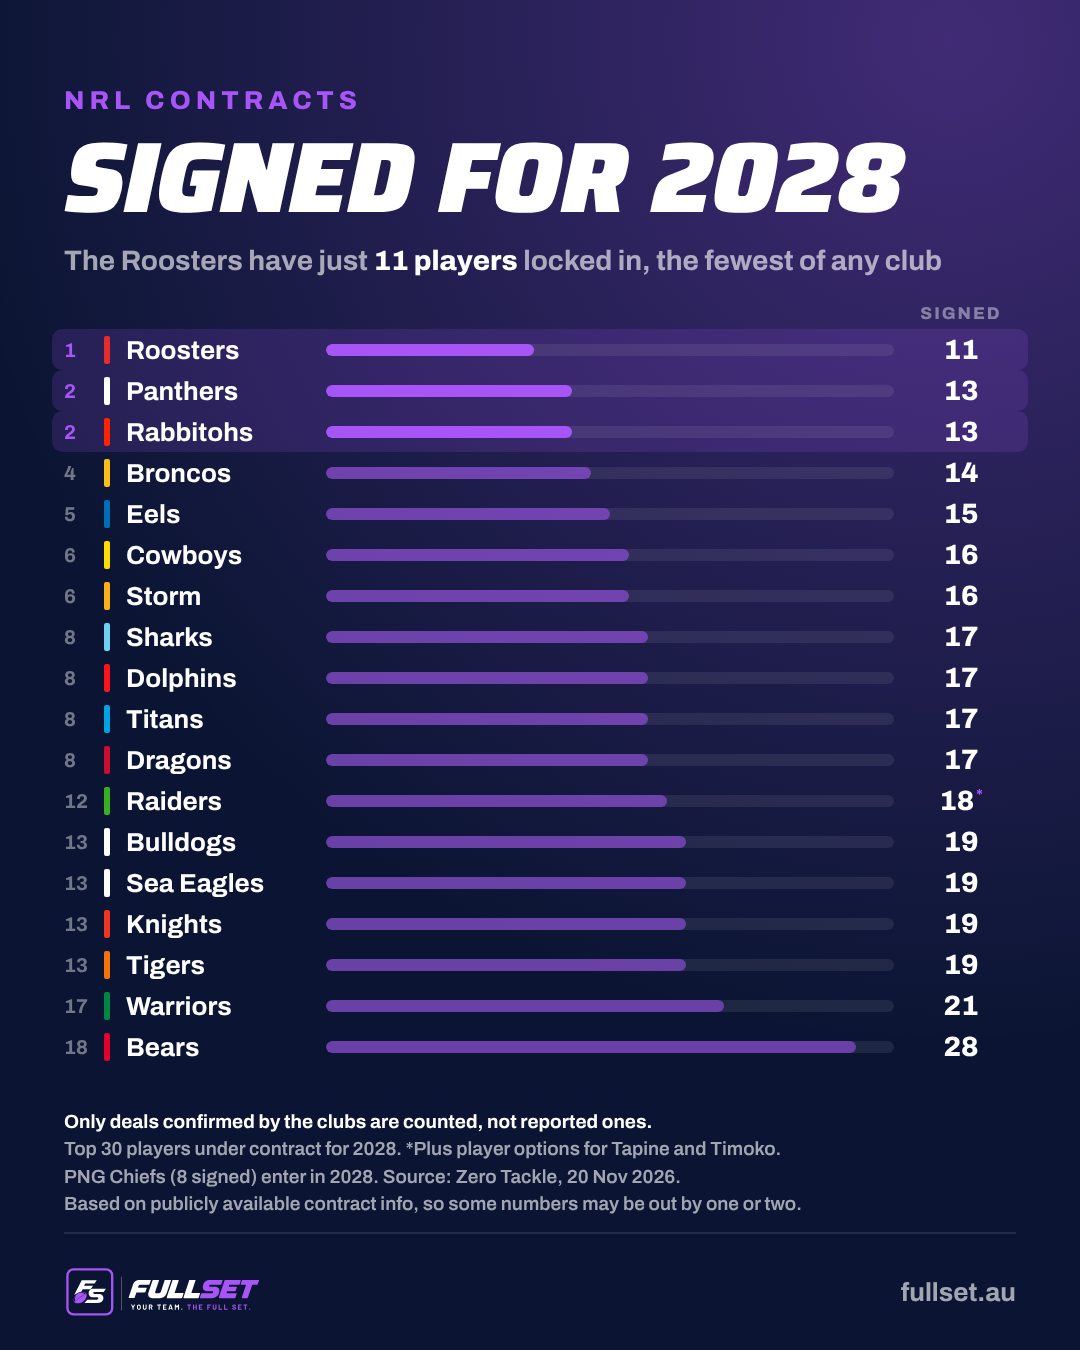 NRL CONTRACTS
SIGNED FOR 2028
The Roosters have just 11 players locked in, the fewest of any club
SIGNED
1 Roosters 11
2 Panthers 13
2 Rabbitohs 13
4 Broncos 14
5 Eels 15
6 Cowboys 16
6 Storm 16
8 Sharks 17
8 Dolphins 17
8 Titans 17
8 Dragons 17
12 Raiders 18*
13 Bulldogs 19
13 Sea Eagles 19
13 Knights 19
13 Tigers 19
17 Warriors 21
18 Bears 28
Only deals confirmed by the clubs are counted, not reported ones.
Top 30 players under contract for 2028. *Plus player options for Tapine and Timoko.
PNG Chiefs (8 signed) enter in 2028. Source: Zero Tackle, 20 Nov 2026.
Based on publicly available contract info, so some numbers may be out by one or two.
FS FULLSET
YOUR TEAM. THE FULL SET.
fullset.au